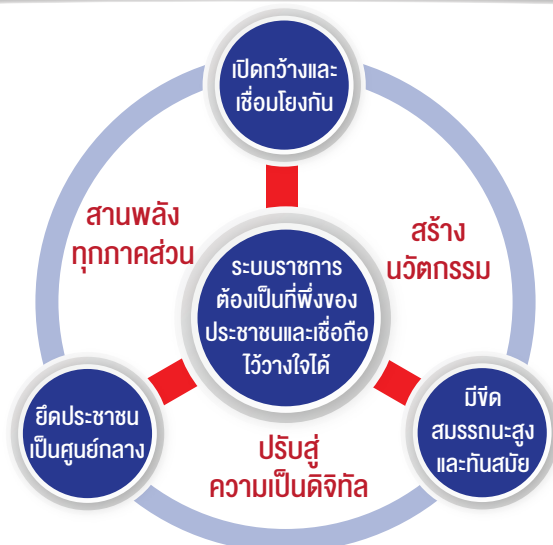 เปิดกว้างและ
เชื่อมโยงกัน
สานพลัง
ทุกภาคส่วน
สร้าง
นวัตกรรม
ระบบราชการ
ต้องเป็นที่พึ่งของ
ประชาชนและเชื่อถือ
ไว้วางใจได้
ยึดประชาชน
เป็นศูนย์กลาง
มีขีด
สมรรถนะสูง
และทันสมัย
ปรับสู่
ความเป็นดิจิทัล